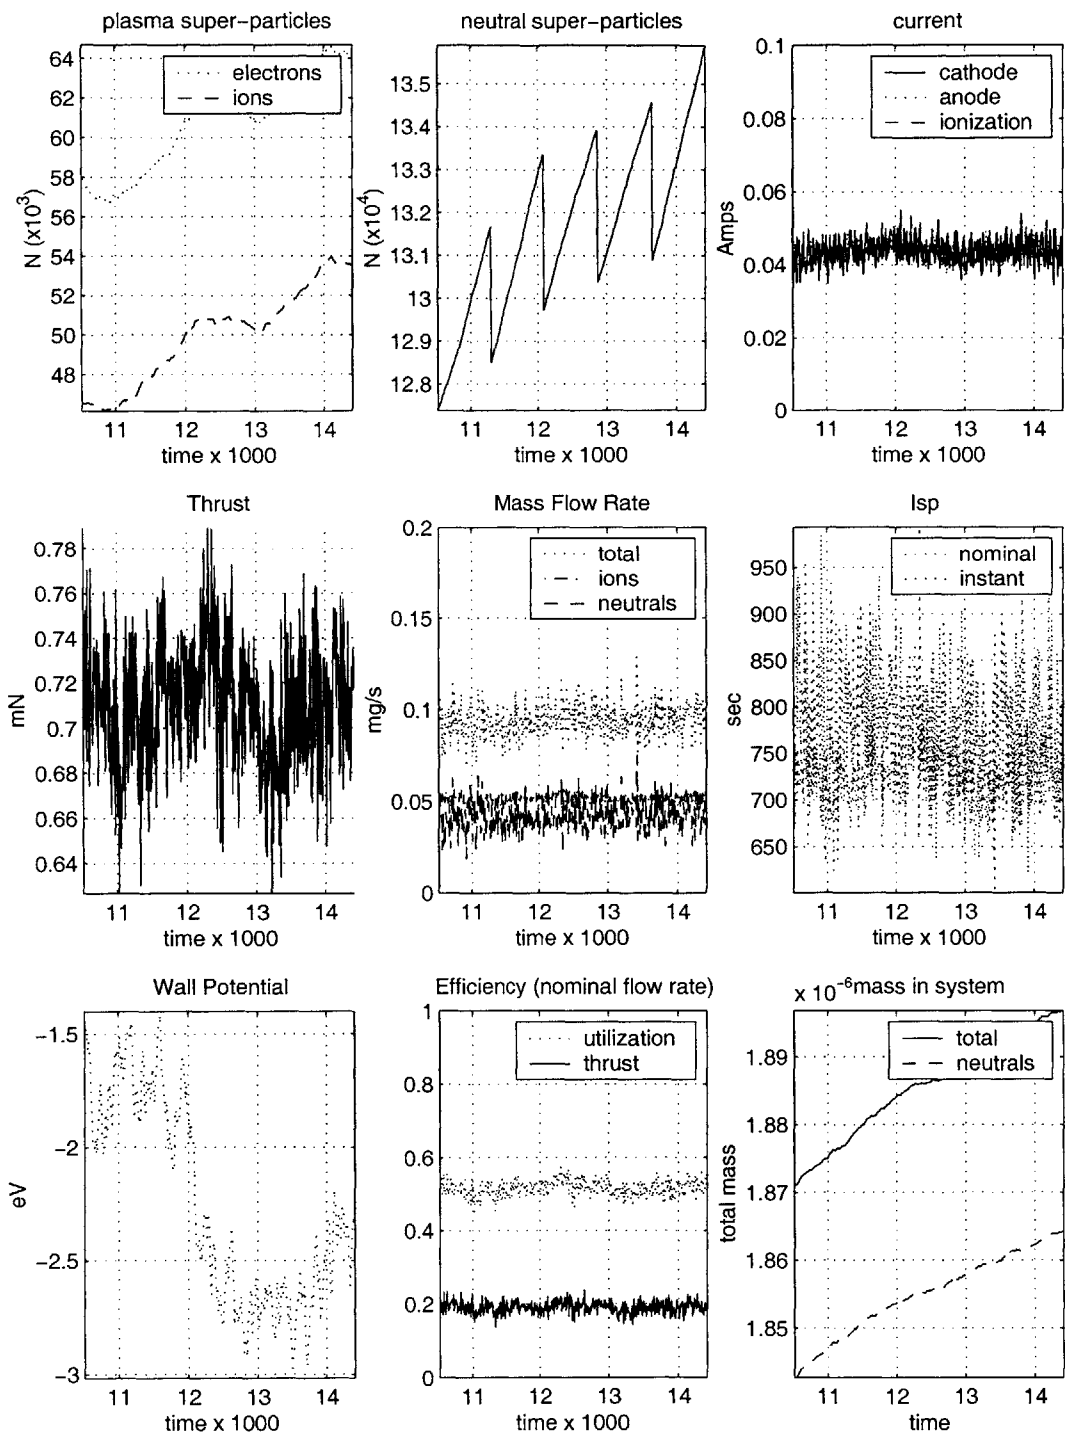 plasma super-particles
neutral super-particles
current
64
62
60
58
56
54
52
50
48
N (x10³)
electrons
ions
11
12
13
14
time x 1000
13.5
13.4
13.3
13.2
13.1
13
12.9
12.8
N (x10⁴)
11
12
13
14
time x 1000
0.1
0.08
0.06
0.04
0.02
0
Amps
cathode
anode
ionization
11
12
13
14
time x 1000
Thrust
Mass Flow Rate
Isp
0.78
0.76
0.74
0.72
0.7
0.68
0.66
0.64
mN
11
12
13
14
time x 1000
0.2
0.15
0.1
0.05
0
mg/s
total
ions
neutrals
11
12
13
14
time x 1000
950
900
850
800
750
700
650
sec
nominal
instant
11
12
13
14
time x 1000
Wall Potential
Efficiency (nominal flow rate)
x 10⁻⁶mass in system
−1.5
−2
−2.5
−3
eV
11
12
13
14
time x 1000
1
0.8
0.6
0.4
0.2
0
utilization
thrust
11
12
13
14
time x 1000
1.89
1.88
1.87
1.86
1.85
total mass
total
neutrals
11
12
13
14
time